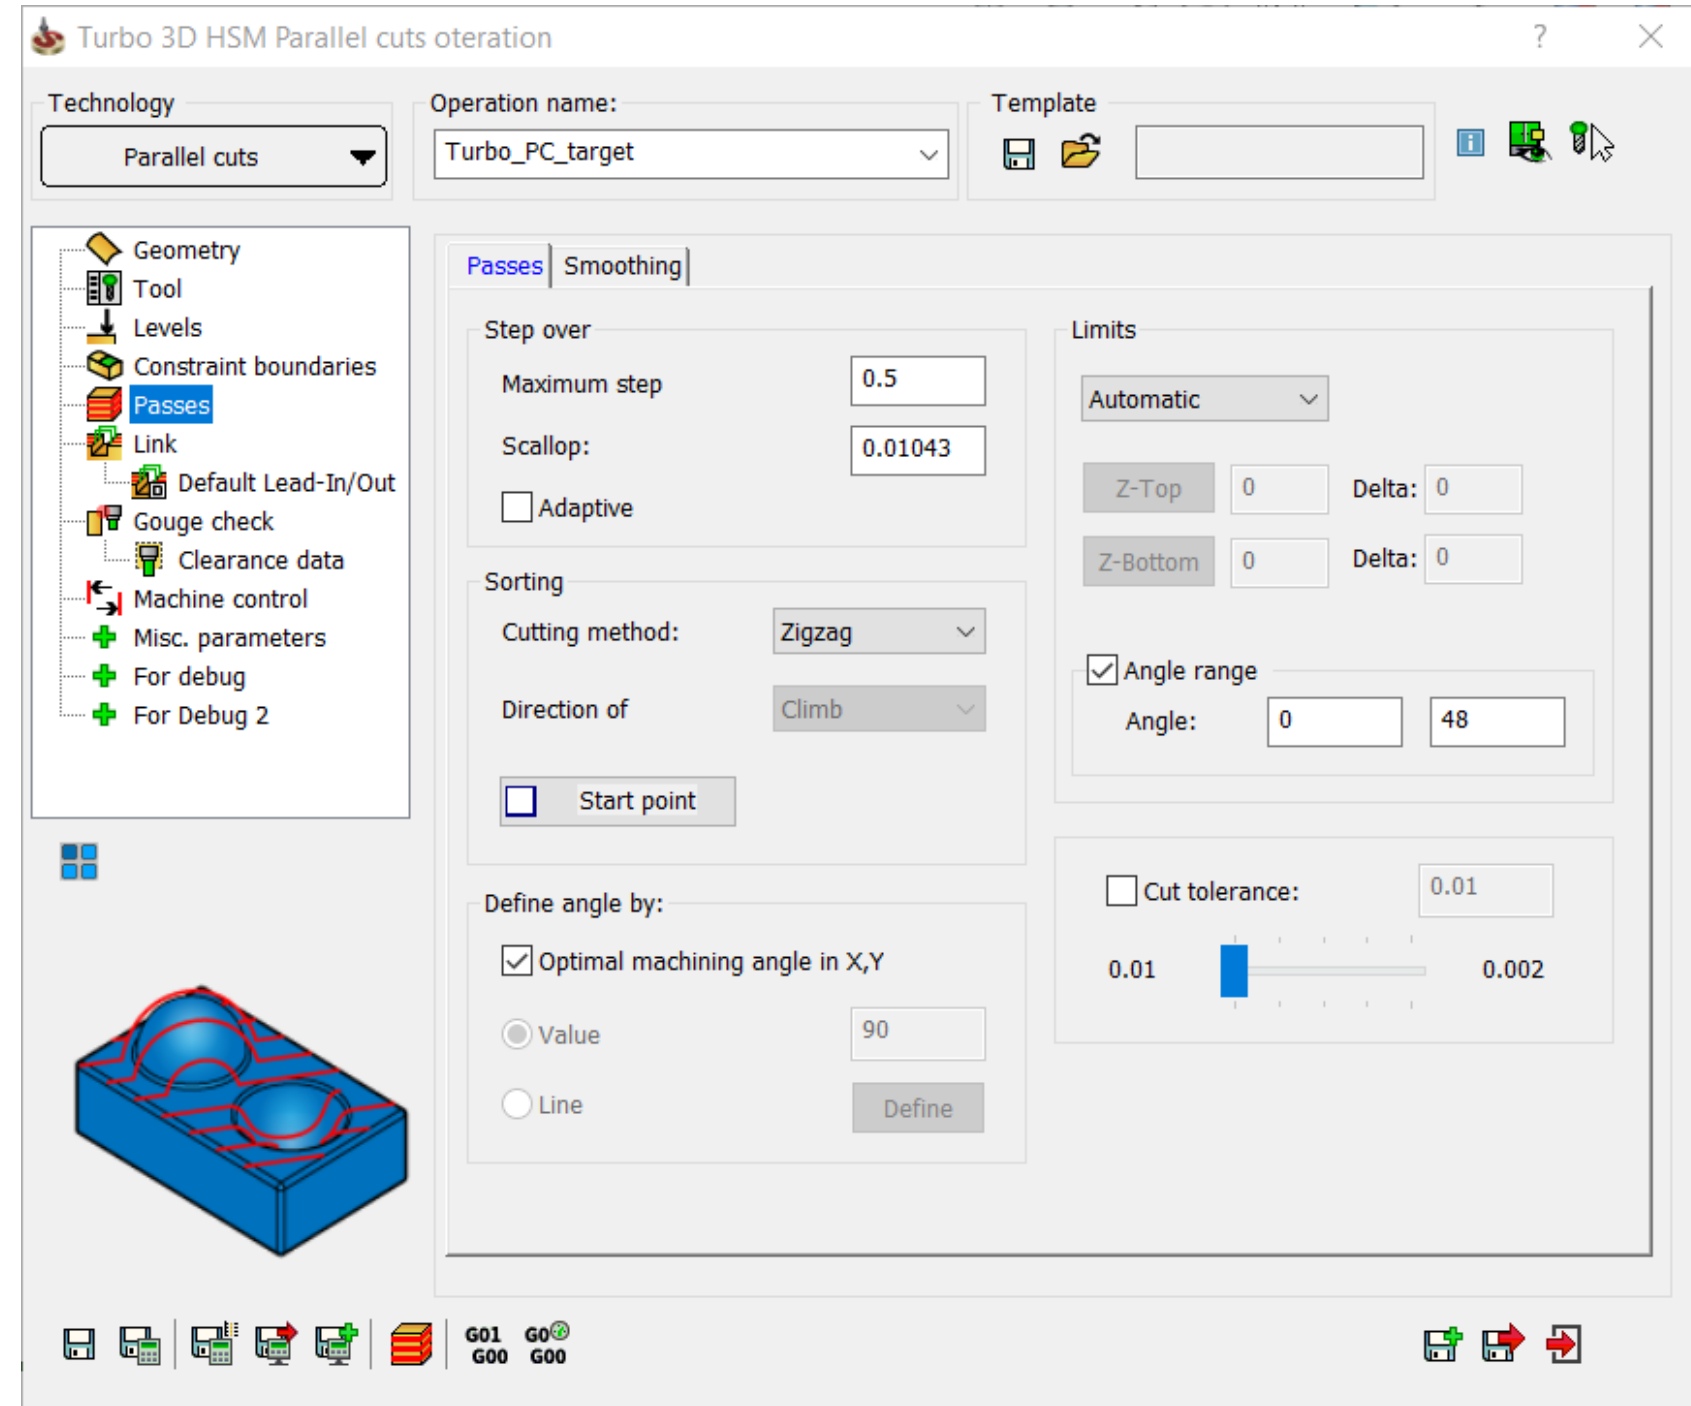 Turbo 3D HSM Parallel cuts oteration
?
Technology
Parallel cuts
Operation name:
Turbo_PC_target
Template
Geometry
Tool
Levels
Constraint boundaries
Passes
Link
Default Lead-In/Out
Gouge check
Clearance data
Machine control
Misc. parameters
For debug
For Debug 2
Passes Smoothing
Step over
Maximum step 0.5
Scallop: 0.01043
Adaptive
Sorting
Cutting method: Zigzag
Direction of Climb
Start point
Define angle by:
Optimal machining angle in X,Y
Value 90
Line Define
Limits
Automatic
Z-Top 0 Delta: 0
Z-Bottom 0 Delta: 0
Angle range
Angle: 0 48
Cut tolerance: 0.01
0.01 0.002
G01 G0
G00 G00